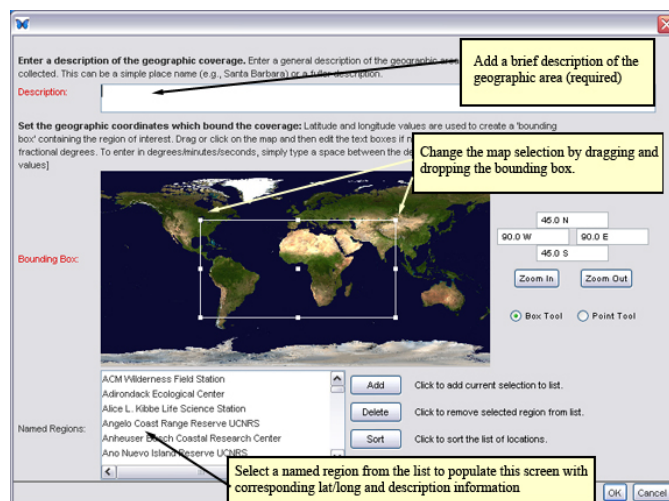 Enter a description of the geographic coverage. Enter a general description of the geographic are
collected. This can be a simple place name (e.g., Santa Barbara) or a fuller description.
Add a brief description of the
geographic area (required)
Description:
Set the geographic coordinates which bound the coverage: Latitude and longitude values are used to create a 'bounding
box' containing the region of interest. Drag or click on the map and then edit the text boxes if n
fractional degrees. To enter in degrees/minutes/seconds, simply type a space between the de
values]
Change the map selection by dragging and
dropping the bounding box.
Bounding Box:
45.0 N
90.0 W 90.0 E
45.0 S
Zoom In Zoom Out
Box Tool Point Tool
Named Regions:
ACM Wilderness Field Station
Adirondack Ecological Center
Alice L. Kibbe Life Science Station
Angelo Coast Range Reserve UCNRS
Anheuser Busch Coastal Research Center
Ano Nuevo Island Reserve UCNRS
Add Click to add current selection to list.
Delete Click to remove selected region from list.
Sort Click to sort the list of locations.
Select a named region from the list to populate this screen with
corresponding lat/long and description information
OK Cancel